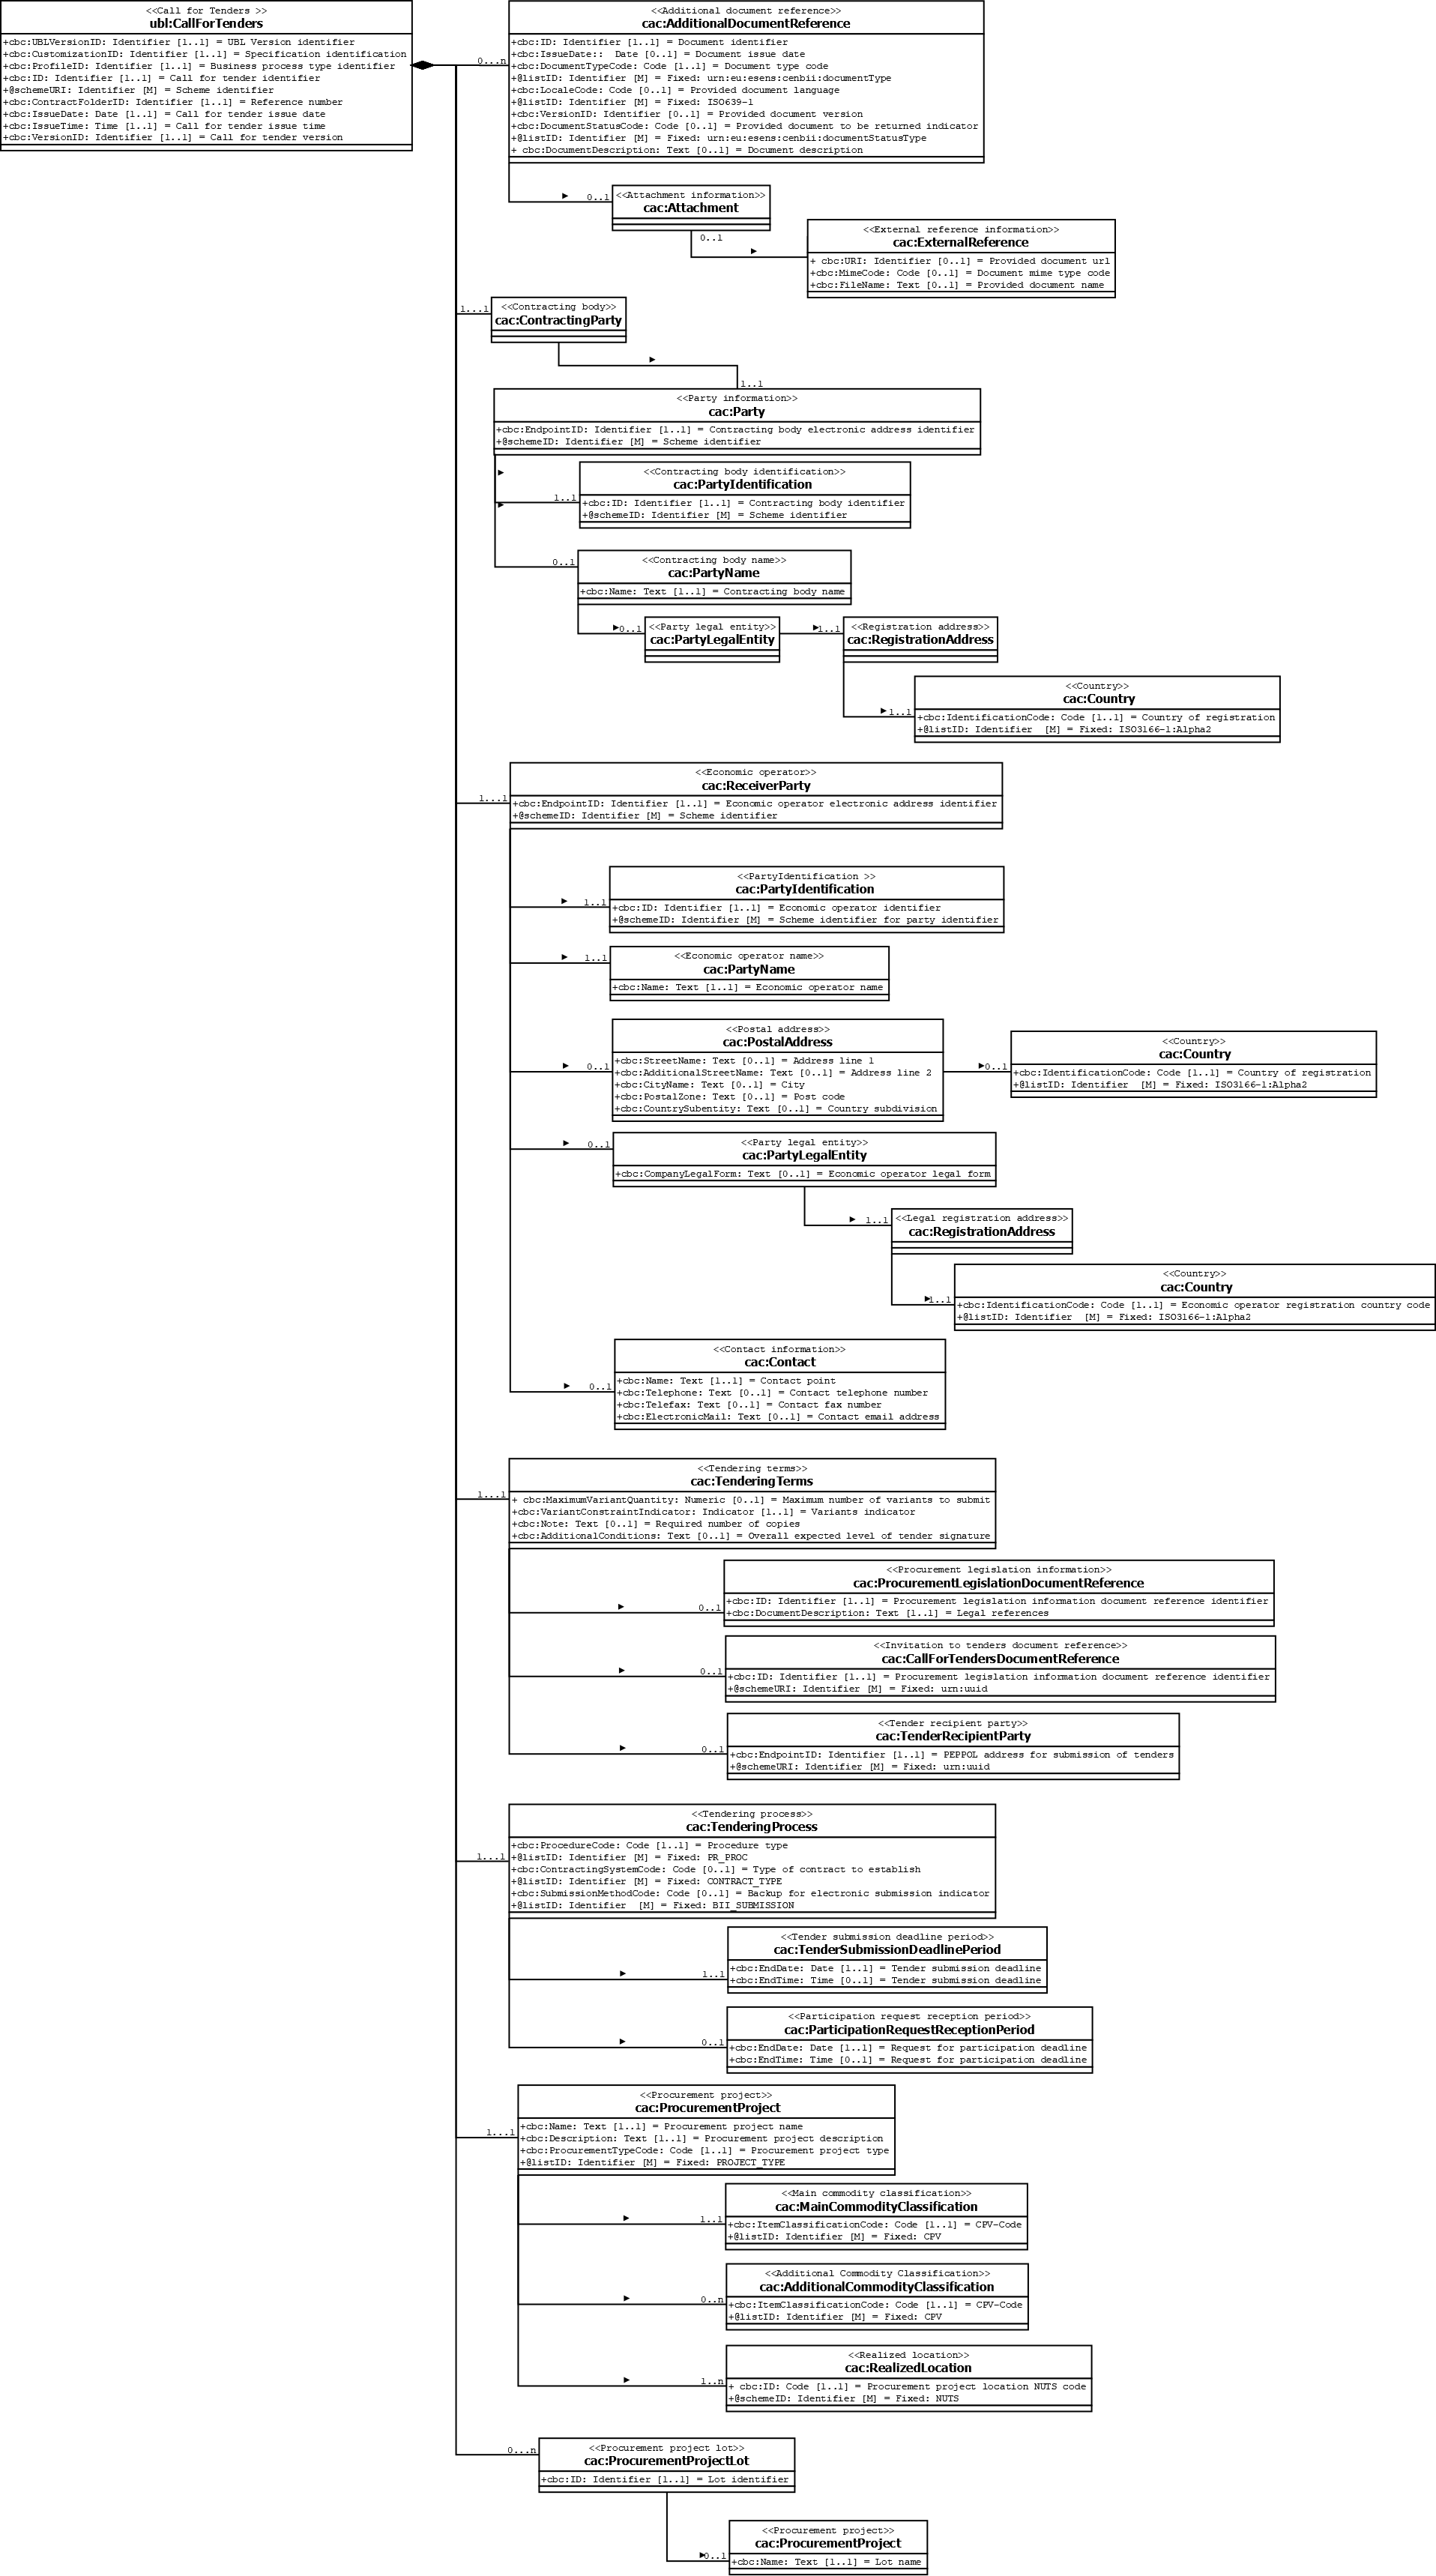 <<Call for Tenders >>
ubl:CallForTenders
+cbc:UBLVersionID: Identifier [1..1] = UBL Version identifier
+cbc:CustomizationID: Identifier [1..1] = Specification identification
+cbc:ProfileID: Identifier [1..1] = Business process type identifier
+cbc:ID: Identifier [1..1] = Call for tender identifier
+@schemeURI: Identifier [M] = Scheme identifier
+cbc:ContractFolderID: Identifier [1..1] = Reference number
+cbc:IssueDate: Date [1..1] = Call for tender issue date
+cbc:IssueTime: Time [1..1] = Call for tender issue time
+cbc:VersionID: Identifier [1..1] = Call for tender version
0...n
<<Additional document reference>>
cac:AdditionalDocumentReference
+cbc:ID: Identifier [1..1] = Document identifier
+cbc:IssueDate:: Date [0..1] = Document issue date
+cbc:DocumentTypeCode: Code [1..1] = Document type code
+@listID: Identifier [M] = Fixed: urn:eu:esens:cenbii:documentType
+cbc:LocaleCode: Code [0..1] = Provided document language
+@listID: Identifier [M] = Fixed: ISO639-1
+cbc:VersionID: Identifier [0..1] = Provided document version
+cbc:DocumentStatusCode: Code [0..1] = Provided document to be returned indicator
+@listID: Identifier [M] = Fixed: urn:eu:esens:cenbii:documentStatusType
+ cbc:DocumentDescription: Text [0..1] = Document description
0..1
<<Attachment information>>
cac:Attachment
0..1
<<External reference information>>
cac:ExternalReference
+ cbc:URI: Identifier [0..1] = Provided document url
+cbc:MimeCode: Code [0..1] = Document mime type code
+cbc:FileName: Text [0..1] = Provided document name
1...1
<<Contracting body>>
cac:ContractingParty
1..1
<<Party information>>
cac:Party
+cbc:EndpointID: Identifier [1..1] = Contracting body electronic address identifier
+@schemeID: Identifier [M] = Scheme identifier
1..1
<<Contracting body identification>>
cac:PartyIdentification
+cbc:ID: Identifier [1..1] = Contracting body identifier
+@schemeID: Identifier [M] = Scheme identifier
0..1
<<Contracting body name>>
cac:PartyName
+cbc:Name: Text [1..1] = Contracting body name
0..1
<<Party legal entity>>
cac:PartyLegalEntity
1..1
<<Registration address>>
cac:RegistrationAddress
1..1
<<Country>>
cac:Country
+cbc:IdentificationCode: Code [1..1] = Country of registration
+@listID: Identifier  [M] = Fixed: ISO3166-1:Alpha2
1...1
<<Economic operator>>
cac:ReceiverParty
+cbc:EndpointID: Identifier [1..1] = Economic operator electronic address identifier
+@schemeID: Identifier [M] = Scheme identifier
1..1
<<PartyIdentification >>
cac:PartyIdentification
+cbc:ID: Identifier [1..1] = Economic operator identifier
+@schemeID: Identifier [M] = Scheme identifier for party identifier
1..1
<<Economic operator name>>
cac:PartyName
+cbc:Name: Text [1..1] = Economic operator name
0..1
<<Postal address>>
cac:PostalAddress
+cbc:StreetName: Text [0..1] = Address line 1
+cbc:AdditionalStreetName: Text [0..1] = Address line 2
+cbc:CityName: Text [0..1] = City
+cbc:PostalZone: Text [0..1] = Post code
+cbc:CountrySubentity: Text [0..1] = Country subdivision
0..1
<<Country>>
cac:Country
+cbc:IdentificationCode: Code [1..1] = Country of registration
+@listID: Identifier  [M] = Fixed: ISO3166-1:Alpha2
0..1
<<Party legal entity>>
cac:PartyLegalEntity
+cbc:CompanyLegalForm: Text [0..1] = Economic operator legal form
1..1
<<Legal registration address>>
cac:RegistrationAddress
1..1
<<Country>>
cac:Country
+cbc:IdentificationCode: Code [1..1] = Economic operator registration country code
+@listID: Identifier  [M] = Fixed: ISO3166-1:Alpha2
0..1
<<Contact information>>
cac:Contact
+cbc:Name: Text [1..1] = Contact point
+cbc:Telephone: Text [0..1] = Contact telephone number
+cbc:Telefax: Text [0..1] = Contact fax number
+cbc:ElectronicMail: Text [0..1] = Contact email address
1...1
<<Tendering terms>>
cac:TenderingTerms
+ cbc:MaximumVariantQuantity: Numeric [0..1] = Maximum number of variants to submit
+cbc:VariantConstraintIndicator: Indicator [1..1] = Variants indicator
+cbc:Note: Text [0..1] = Required number of copies
+cbc:AdditionalConditions: Text [0..1] = Overall expected level of tender signature
0..1
<<Procurement legislation information>>
cac:ProcurementLegislationDocumentReference
+cbc:ID: Identifier [1..1] = Procurement legislation information document reference identifier
+cbc:DocumentDescription: Text [1..1] = Legal references
0..1
<<Invitation to tenders document reference>>
cac:CallForTendersDocumentReference
+cbc:ID: Identifier [1..1] = Procurement legislation information document reference identifier
+@schemeURI: Identifier [M] = Fixed: urn:uuid
0..1
<<Tender recipient party>>
cac:TenderRecipientParty
+cbc:EndpointID: Identifier [1..1] = PEPPOL address for submission of tenders
+@schemeURI: Identifier [M] = Fixed: urn:uuid
1...1
<<Tendering process>>
cac:TenderingProcess
+cbc:ProcedureCode: Code [1..1] = Procedure type
+@listID: Identifier [M] = Fixed: PR_PROC
+cbc:ContractingSystemCode: Code [0..1] = Type of contract to establish
+@listID: Identifier [M] = Fixed: CONTRACT_TYPE
+cbc:SubmissionMethodCode: Code [0..1] = Backup for electronic submission indicator
+@listID: Identifier  [M] = Fixed: BII_SUBMISSION
1..1
<<Tender submission deadline period>>
cac:TenderSubmissionDeadlinePeriod
+cbc:EndDate: Date [1..1] = Tender submission deadline
+cbc:EndTime: Time [0..1] = Tender submission deadline
0..1
<<Participation request reception period>>
cac:ParticipationRequestReceptionPeriod
+cbc:EndDate: Date [1..1] = Request for participation deadline
+cbc:EndTime: Time [0..1] = Request for participation deadline
1...1
<<Procurement project>>
cac:ProcurementProject
+cbc:Name: Text [1..1] = Procurement project name
+cbc:Description: Text [1..1] = Procurement project description
+cbc:ProcurementTypeCode: Code [1..1] = Procurement project type
+@listID: Identifier [M] = Fixed: PROJECT_TYPE
1..1
<<Main commodity classification>>
cac:MainCommodityClassification
+cbc:ItemClassificationCode: Code [1..1] = CPV-Code
+@listID: Identifier [M] = Fixed: CPV
0..n
<<Additional Commodity Classification>>
cac:AdditionalCommodityClassification
+cbc:ItemClassificationCode: Code [1..1] = CPV-Code
+@listID: Identifier [M] = Fixed: CPV
1..n
<<Realized location>>
cac:RealizedLocation
+ cbc:ID: Code [1..1] = Procurement project location NUTS code
+@schemeID: Identifier [M] = Fixed: NUTS
0...n
<<Procurement project lot>>
cac:ProcurementProjectLot
+cbc:ID: Identifier [1..1] = Lot identifier
0..1
<<Procurement project>>
cac:ProcurementProject
+cbc:Name: Text [1..1] = Lot name